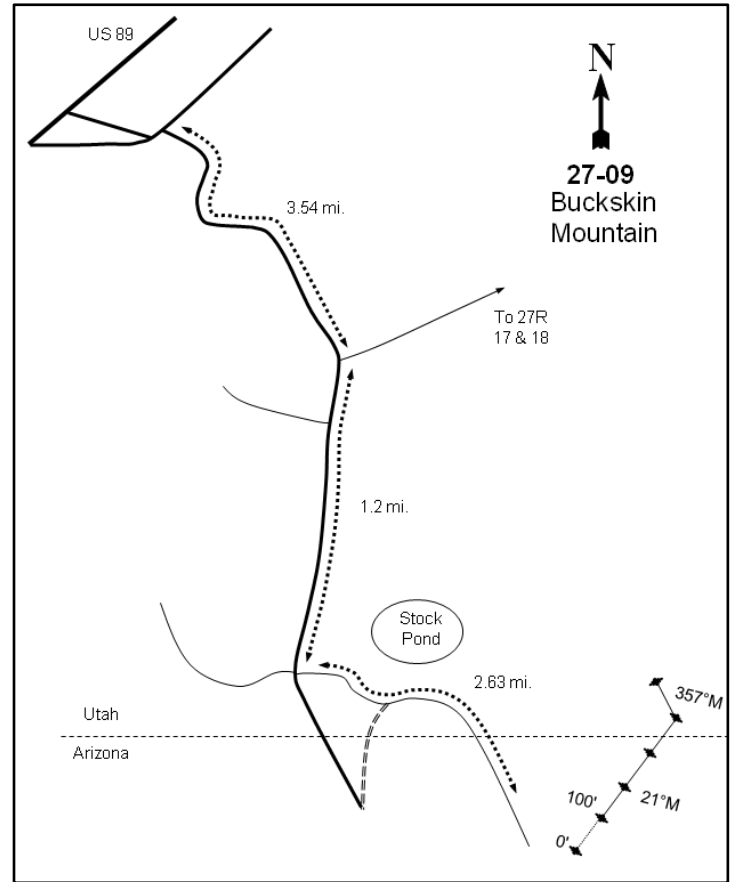 US 89
N
27-09
Buckskin
Mountain
3.54 mi.
To 27R
17 & 18
1.2 mi.
Stock
Pond
2.63 mi.
357°M
Utah
Arizona
100'
21°M
0'